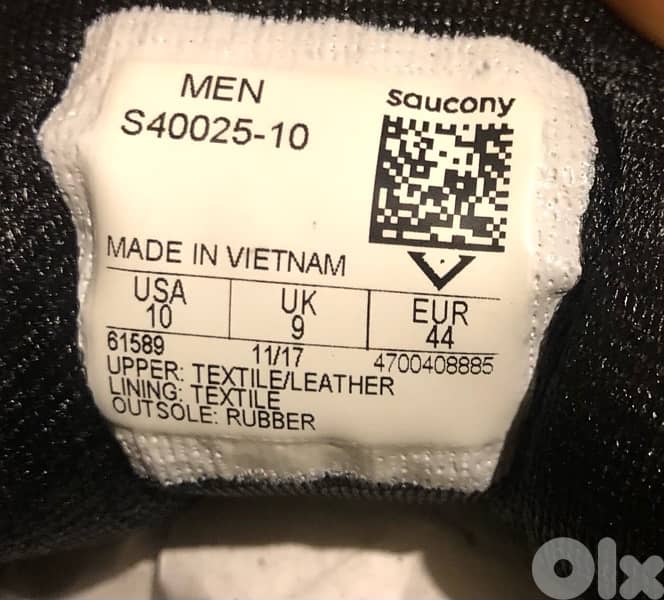 MEN
S40025-10
saucony
MADE IN VIETNAM
USA UK EUR
10 9 44
61589 11/17 4700408885
UPPER: TEXTILE/LEATHER
LINING: TEXTILE
OUTSOLE: RUBBER
Olx